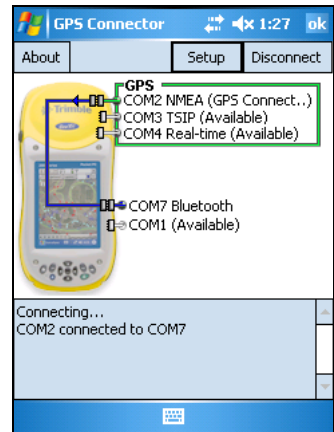 GPS Connector 1:27 ok
About Setup Disconnect
GPS
COM2 NMEA (GPS Connect..)
COM3 TSIP (Available)
COM4 Real-time (Available)
Trimble
COM7 Bluetooth
COM1 (Available)
Connecting...
COM2 connected to COM7